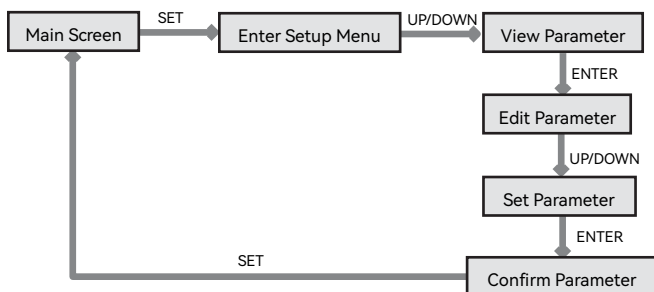 Main Screen
SET
Enter Setup Menu
UP/DOWN
View Parameter
ENTER
Edit Parameter
UP/DOWN
Set Parameter
ENTER
Confirm Parameter
SET